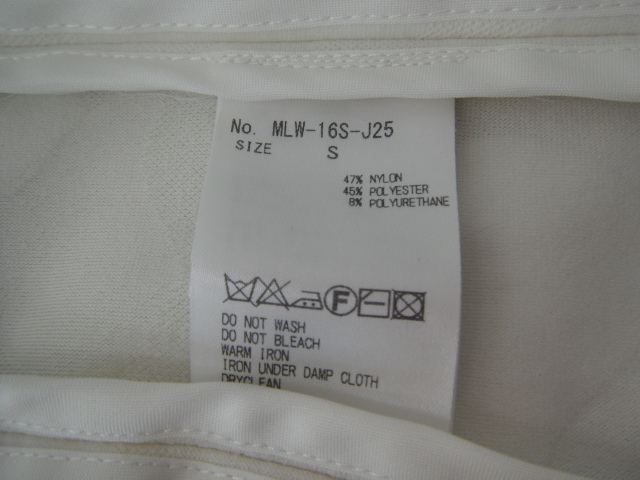 No. MLW-16S-J25
SIZE S
47% NYLON
45% POLYESTER
8% POLYURETHANE
F
DO NOT WASH
DO NOT BLEACH
WARM IRON
IRON UNDER DAMP CLOTH
DRYCLEAN